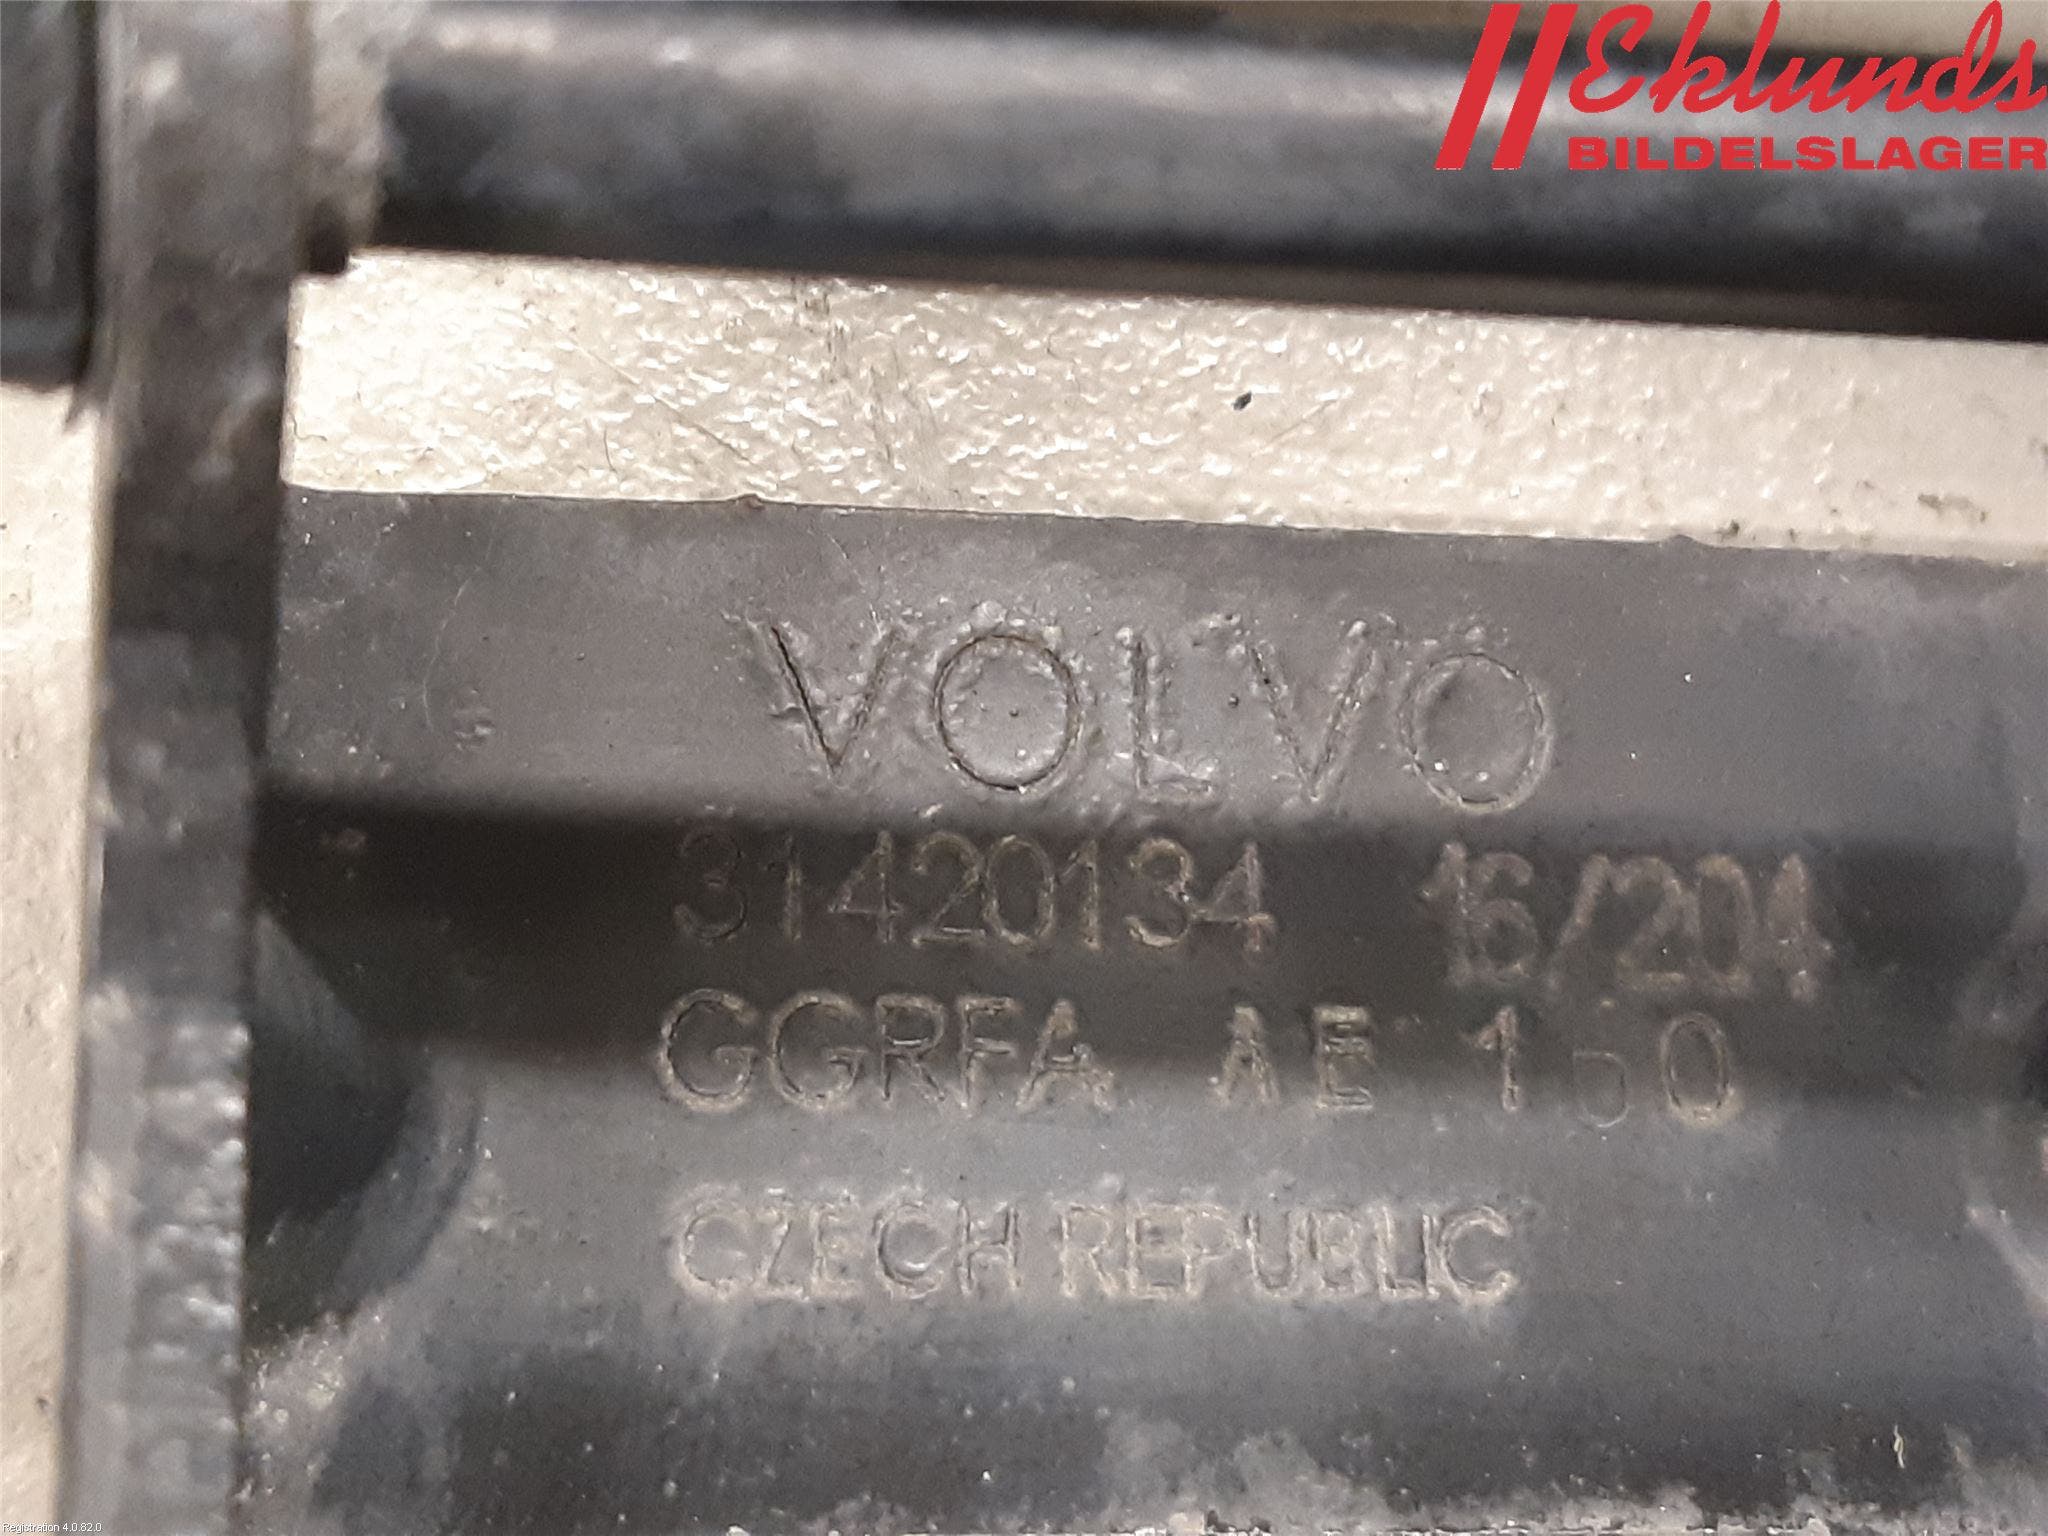 Eklunds
BILDELSLAGER
VOLVO
31420134 16/204
GGRFA AE 1 0
CZECH REPUBLIC
Registration 4.0.82.0